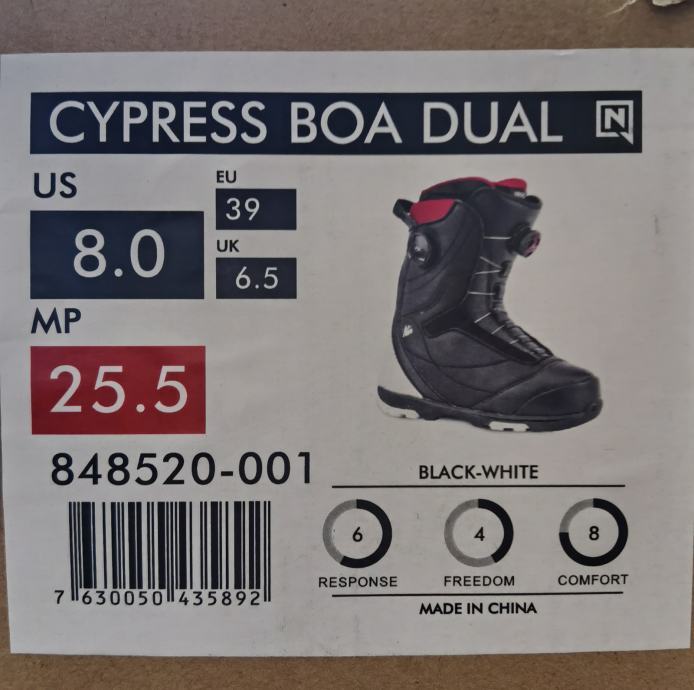 CYPRESS BOA DUAL N
US
8.0
EU
39
UK
6.5
MP
25.5
848520-001
7 630050 435892
BLACK-WHITE
6 4 8
RESPONSE FREEDOM COMFORT
MADE IN CHINA